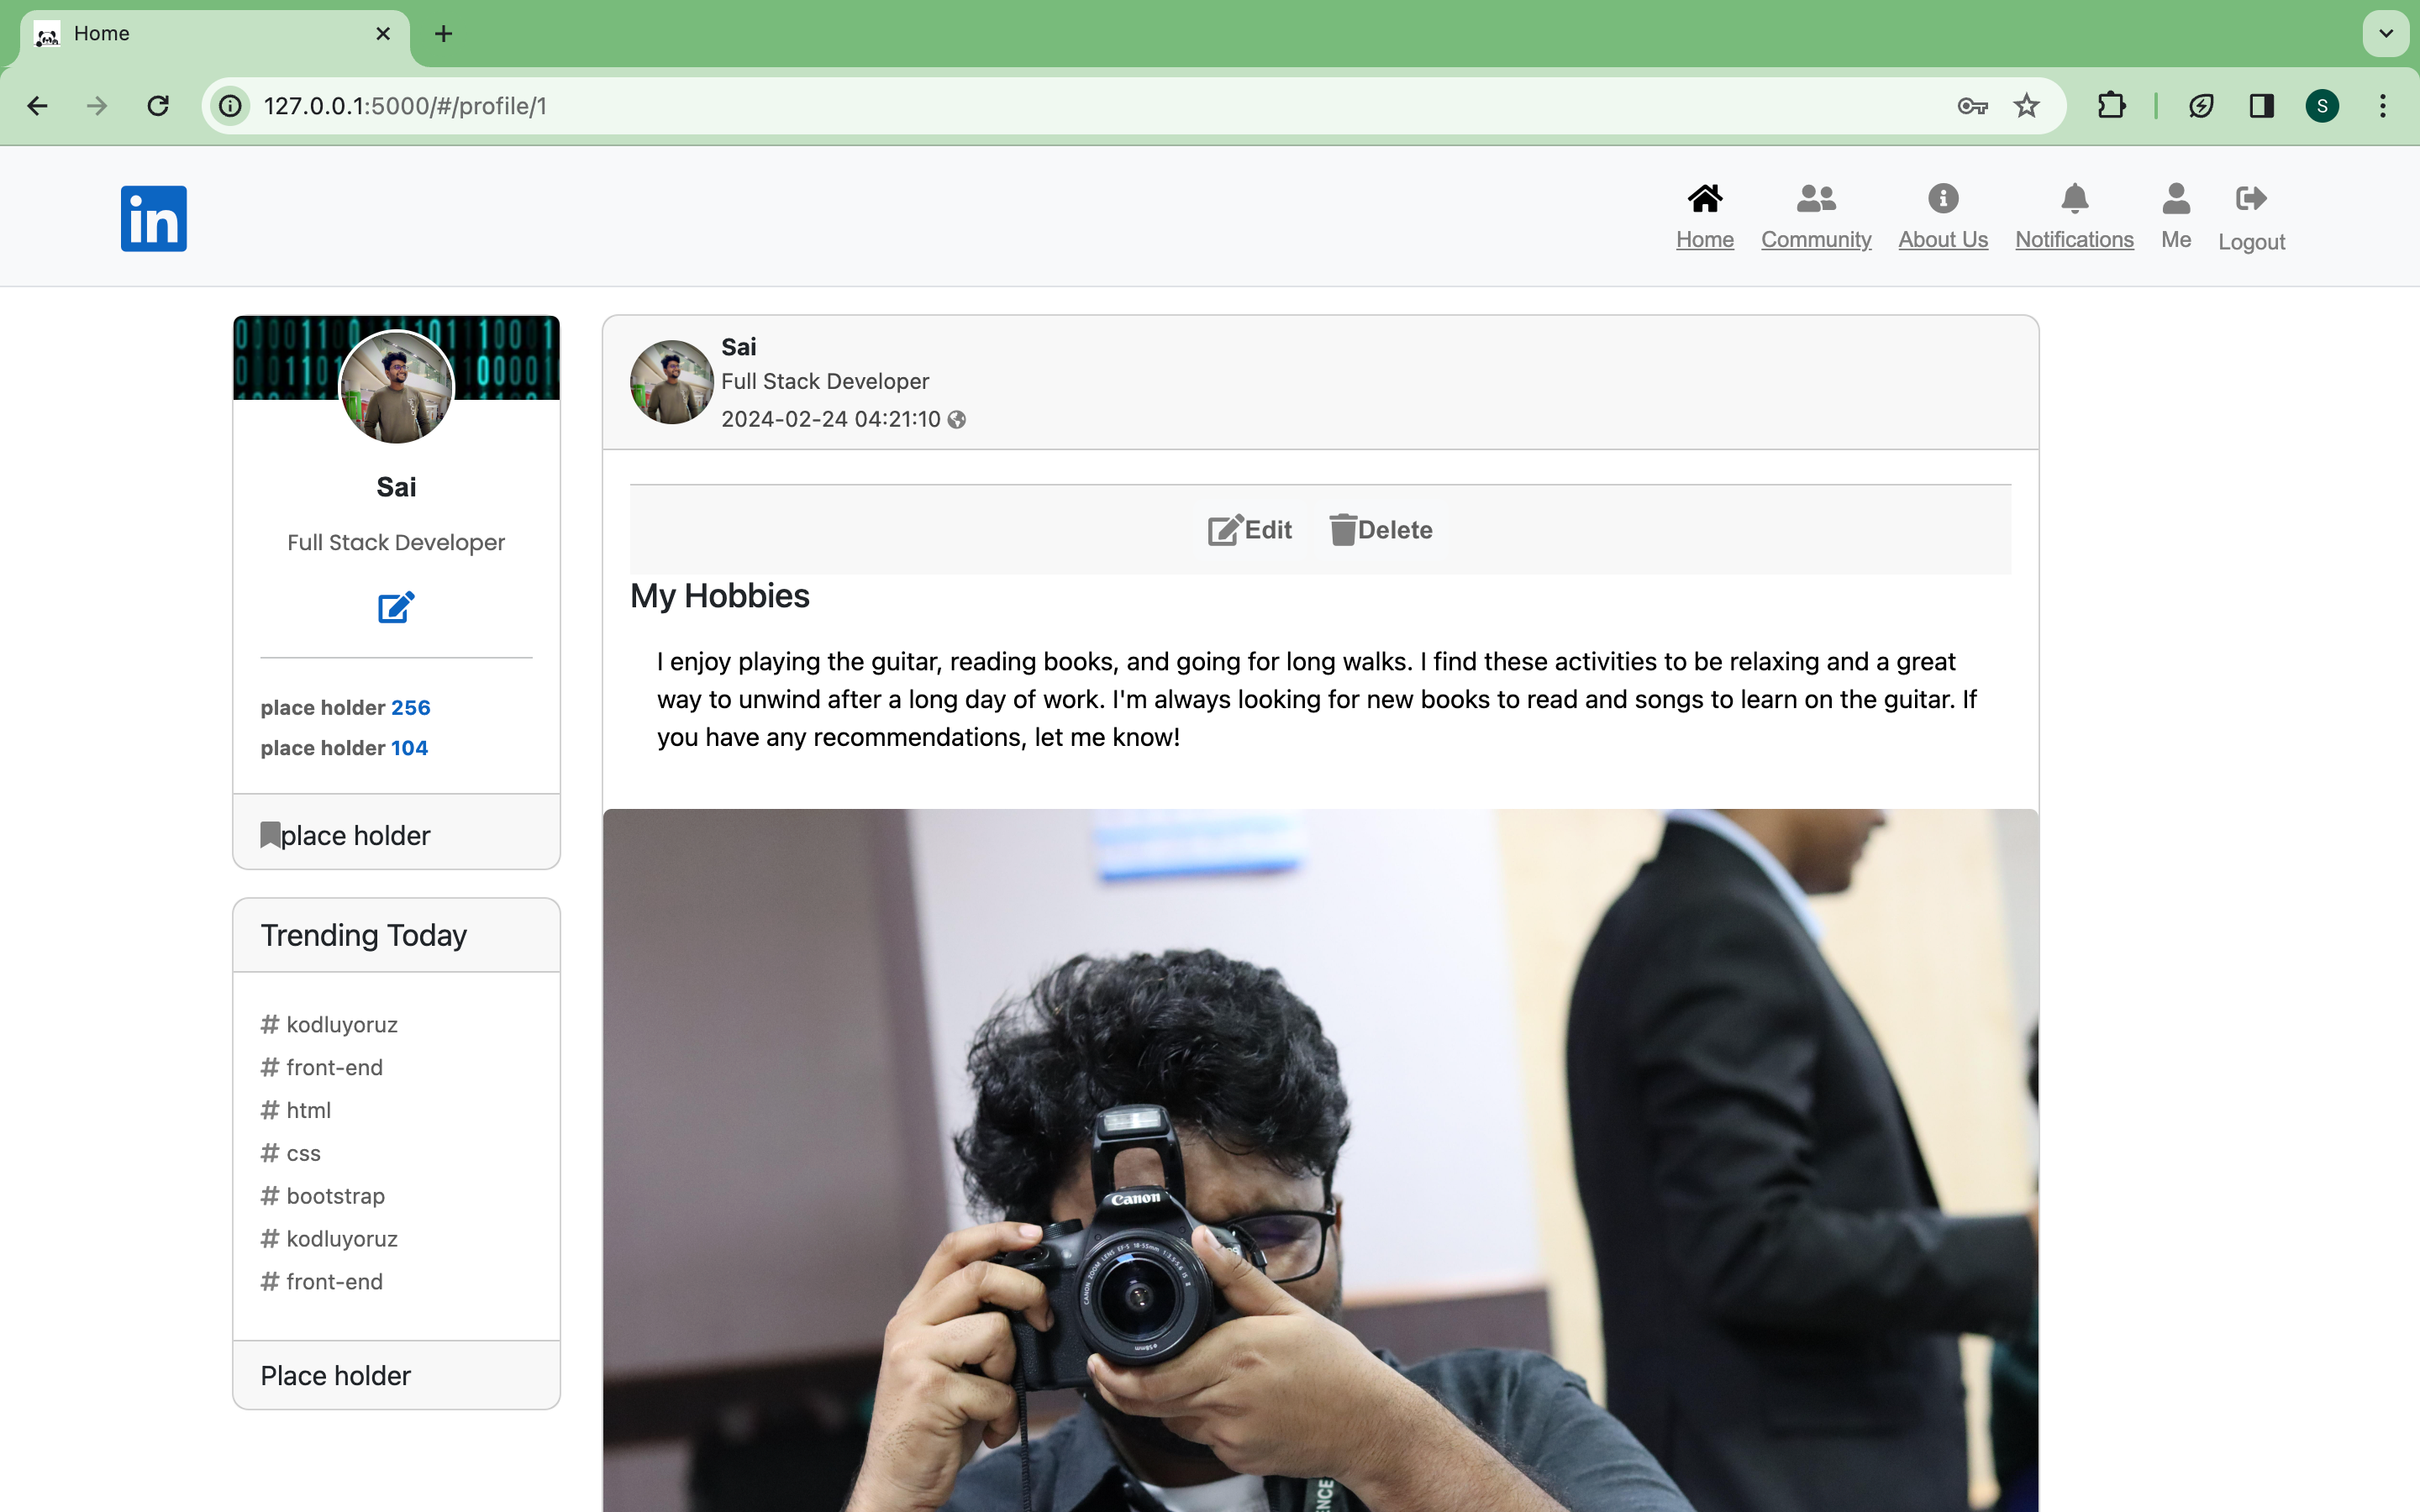 Home
127.0.0.1:5000/#/profile/1
S
in
Home
Community
About Us
Notifications
Me
Logout
Sai
Full Stack Developer
place holder 256
place holder 104
place holder
Trending Today
# kodluyoruz
# front-end
# html
# css
# bootstrap
# kodluyoruz
# front-end
Place holder
Sai
Full Stack Developer
2024-02-24 04:21:10
Edit
Delete
My Hobbies
I enjoy playing the guitar, reading books, and going for long walks. I find these activities to be relaxing and a great
way to unwind after a long day of work. I'm always looking for new books to read and songs to learn on the guitar. If
you have any recommendations, let me know!
Canon